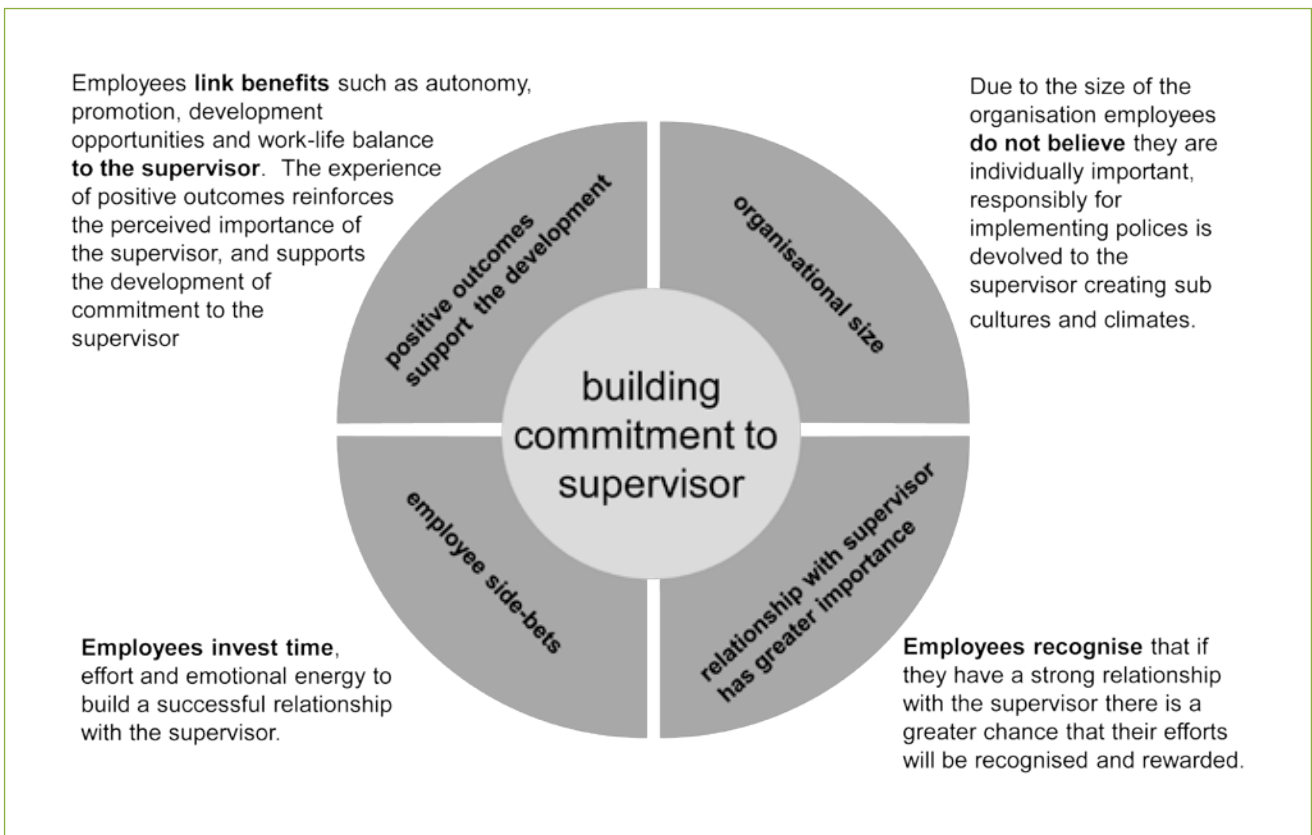 Employees link benefits such as autonomy,
promotion, development
opportunities and work-life balance
to the supervisor.  The experience
of positive outcomes reinforces
the perceived importance of
the supervisor, and supports
the development of
commitment to the
supervisor
Due to the size of the
organisation employees
do not believe they are
individually important,
responsibly for
implementing polices is
devolved to the
supervisor creating sub
cultures and climates.
positive outcomes
support  the development
organisational size
building
commitment to
supervisor
employee side-bets
relationship with supervisor
has greater importance
Employees invest time,
effort and emotional energy to
build a successful relationship
with the supervisor.
Employees recognise that if
they have a strong relationship
with the supervisor there is a
greater chance that their efforts
will be recognised and rewarded.